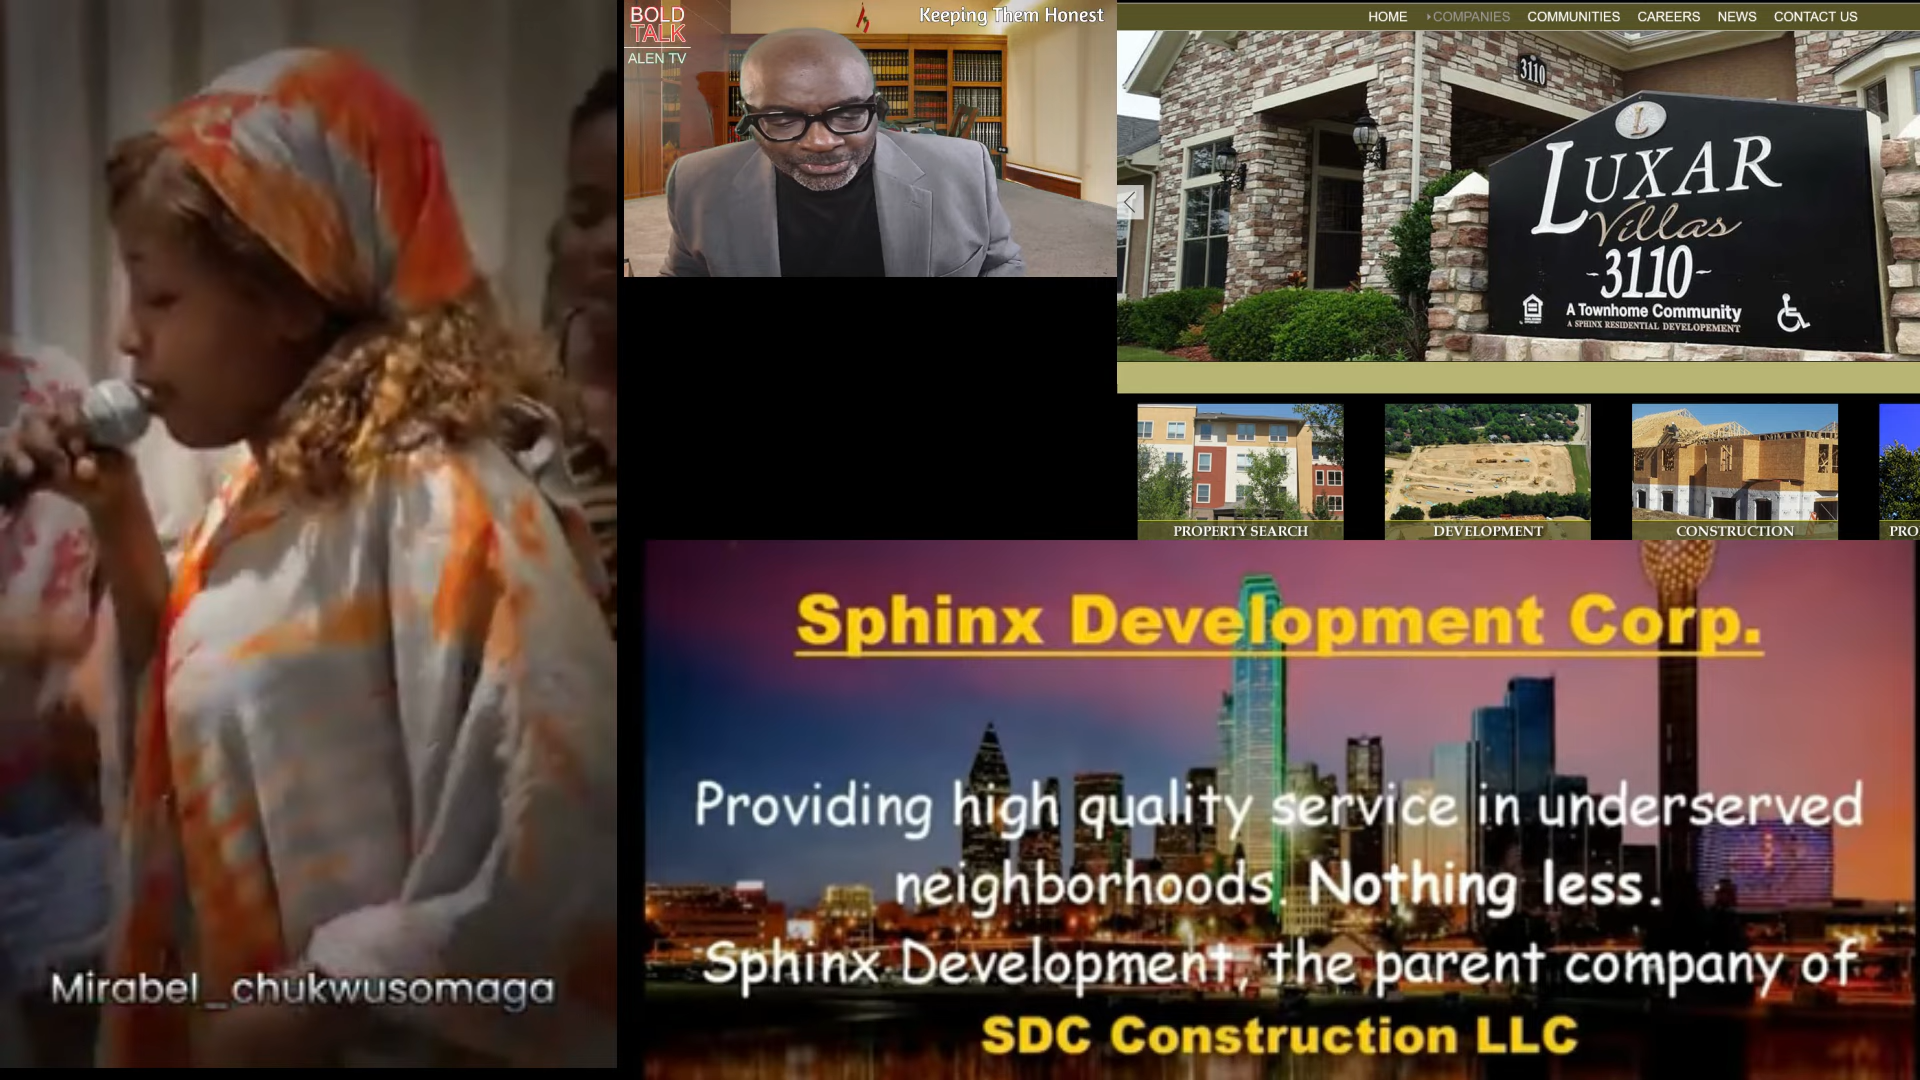 BOLD
TALK
ALEN TV
Keeping Them Honest
HOME COMPANIES COMMUNITIES CAREERS NEWS CONTACT US
3110
L
LUXAR
Villas
-3110-
A Townhome Community
A SPHINX RESIDENTIAL DEVELOPEMENT
PROPERTY SEARCH
DEVELOPMENT
CONSTRUCTION
PRO
Sphinx Development Corp.
Providing high quality service in underserved
neighborhoods. Nothing less.
Sphinx Development, the parent company of
SDC Construction LLC
Mirabel_chukwusomaga